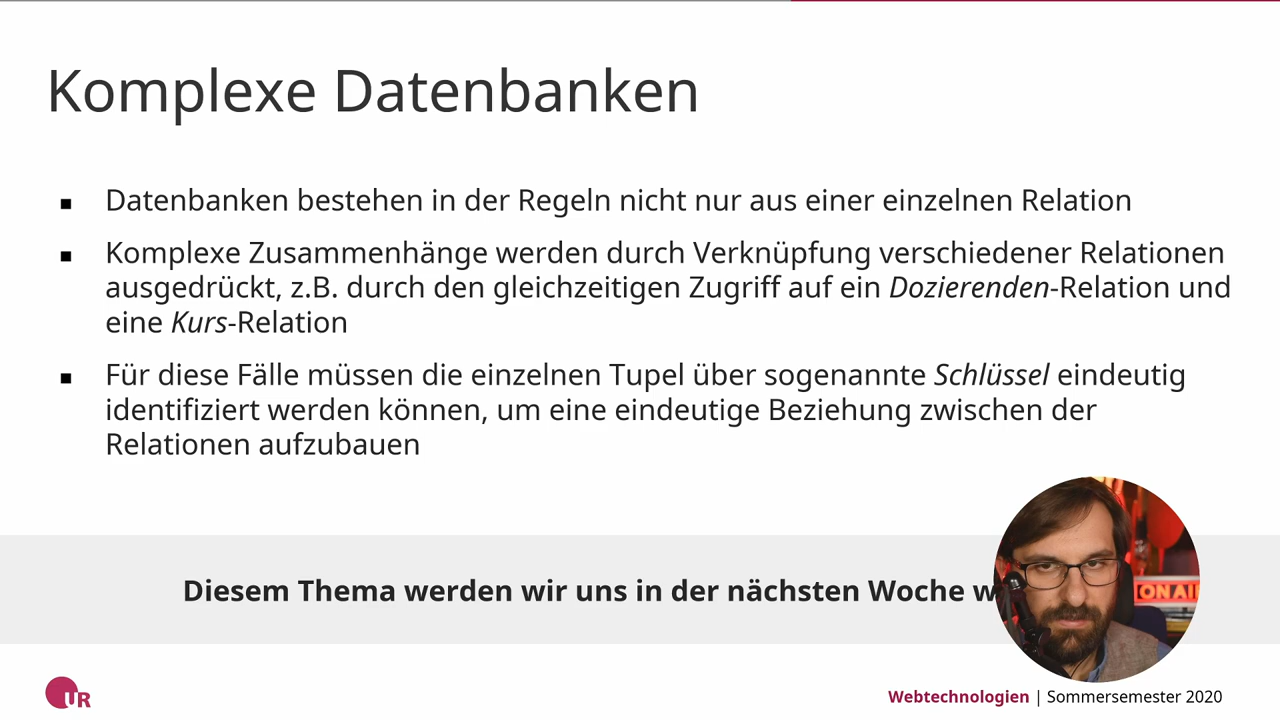 Komplexe Datenbanken
▪ Datenbanken bestehen in der Regeln nicht nur aus einer einzelnen Relation
▪ Komplexe Zusammenhänge werden durch Verknüpfung verschiedener Relationen
ausgedrückt, z.B. durch den gleichzeitigen Zugriff auf ein Dozierenden-Relation und
eine Kurs-Relation
▪ Für diese Fälle müssen die einzelnen Tupel über sogenannte Schlüssel eindeutig
identifiziert werden können, um eine eindeutige Beziehung zwischen der
Relationen aufzubauen
Diesem Thema werden wir uns in der nächsten Woche
ON AI
UR
Webtechnologien | Sommersemester 2020